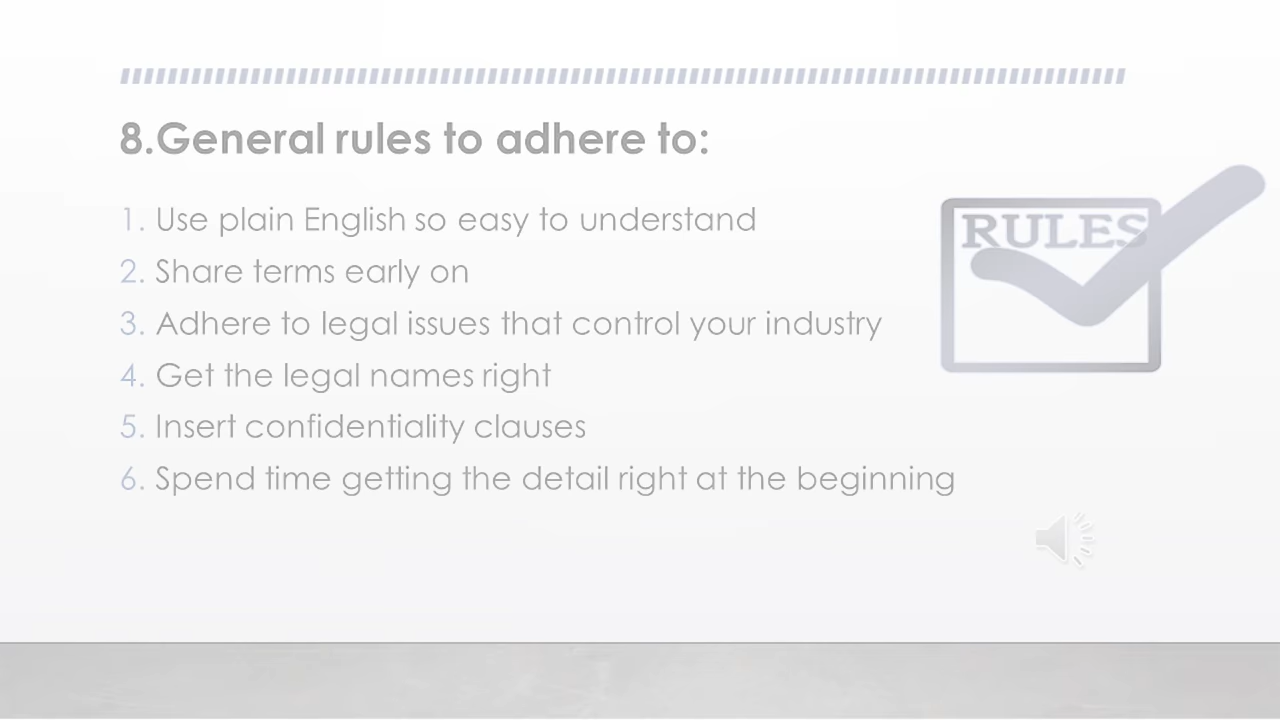 8.General rules to adhere to:
1. Use plain English so easy to understand
2. Share terms early on
3. Adhere to legal issues that control your industry
4. Get the legal names right
5. Insert confidentiality clauses
6. Spend time getting the detail right at the beginning
RULES